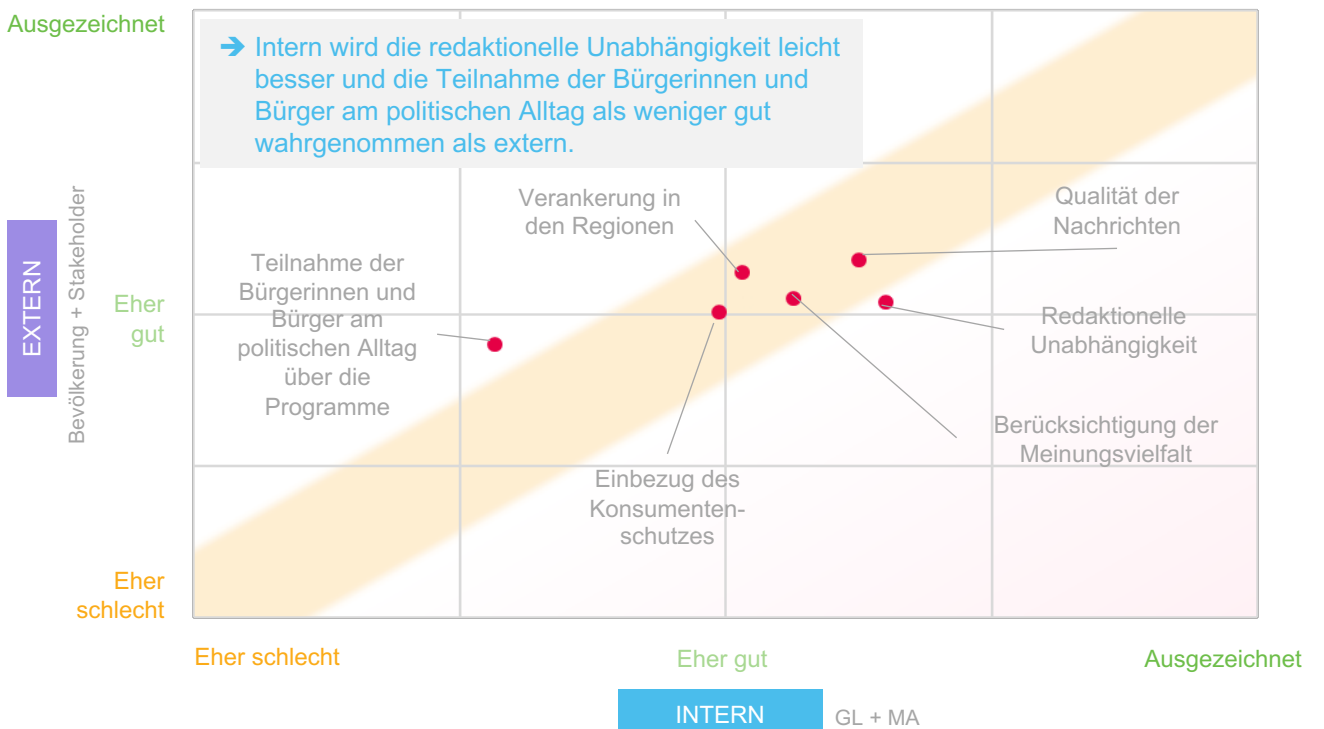 Ausgezeichnet
➔ Intern wird die redaktionelle Unabhängigkeit leicht
besser und die Teilnahme der Bürgerinnen und
Bürger am politischen Alltag als weniger gut
wahrgenommen als extern.
Verankerung in
den Regionen
Qualität der
Nachrichten
Teilnahme der
Bürgerinnen und
Bürger am
politischen Alltag
über die
Programme
EXTERN
Bevölkerung + Stakeholder
Eher
gut
Redaktionelle
Unabhängigkeit
Berücksichtigung der
Meinungsvielfalt
Einbezug des
Konsumenten-
schutzes
Eher
schlecht
Eher schlecht
Eher gut
Ausgezeichnet
INTERN
GL + MA